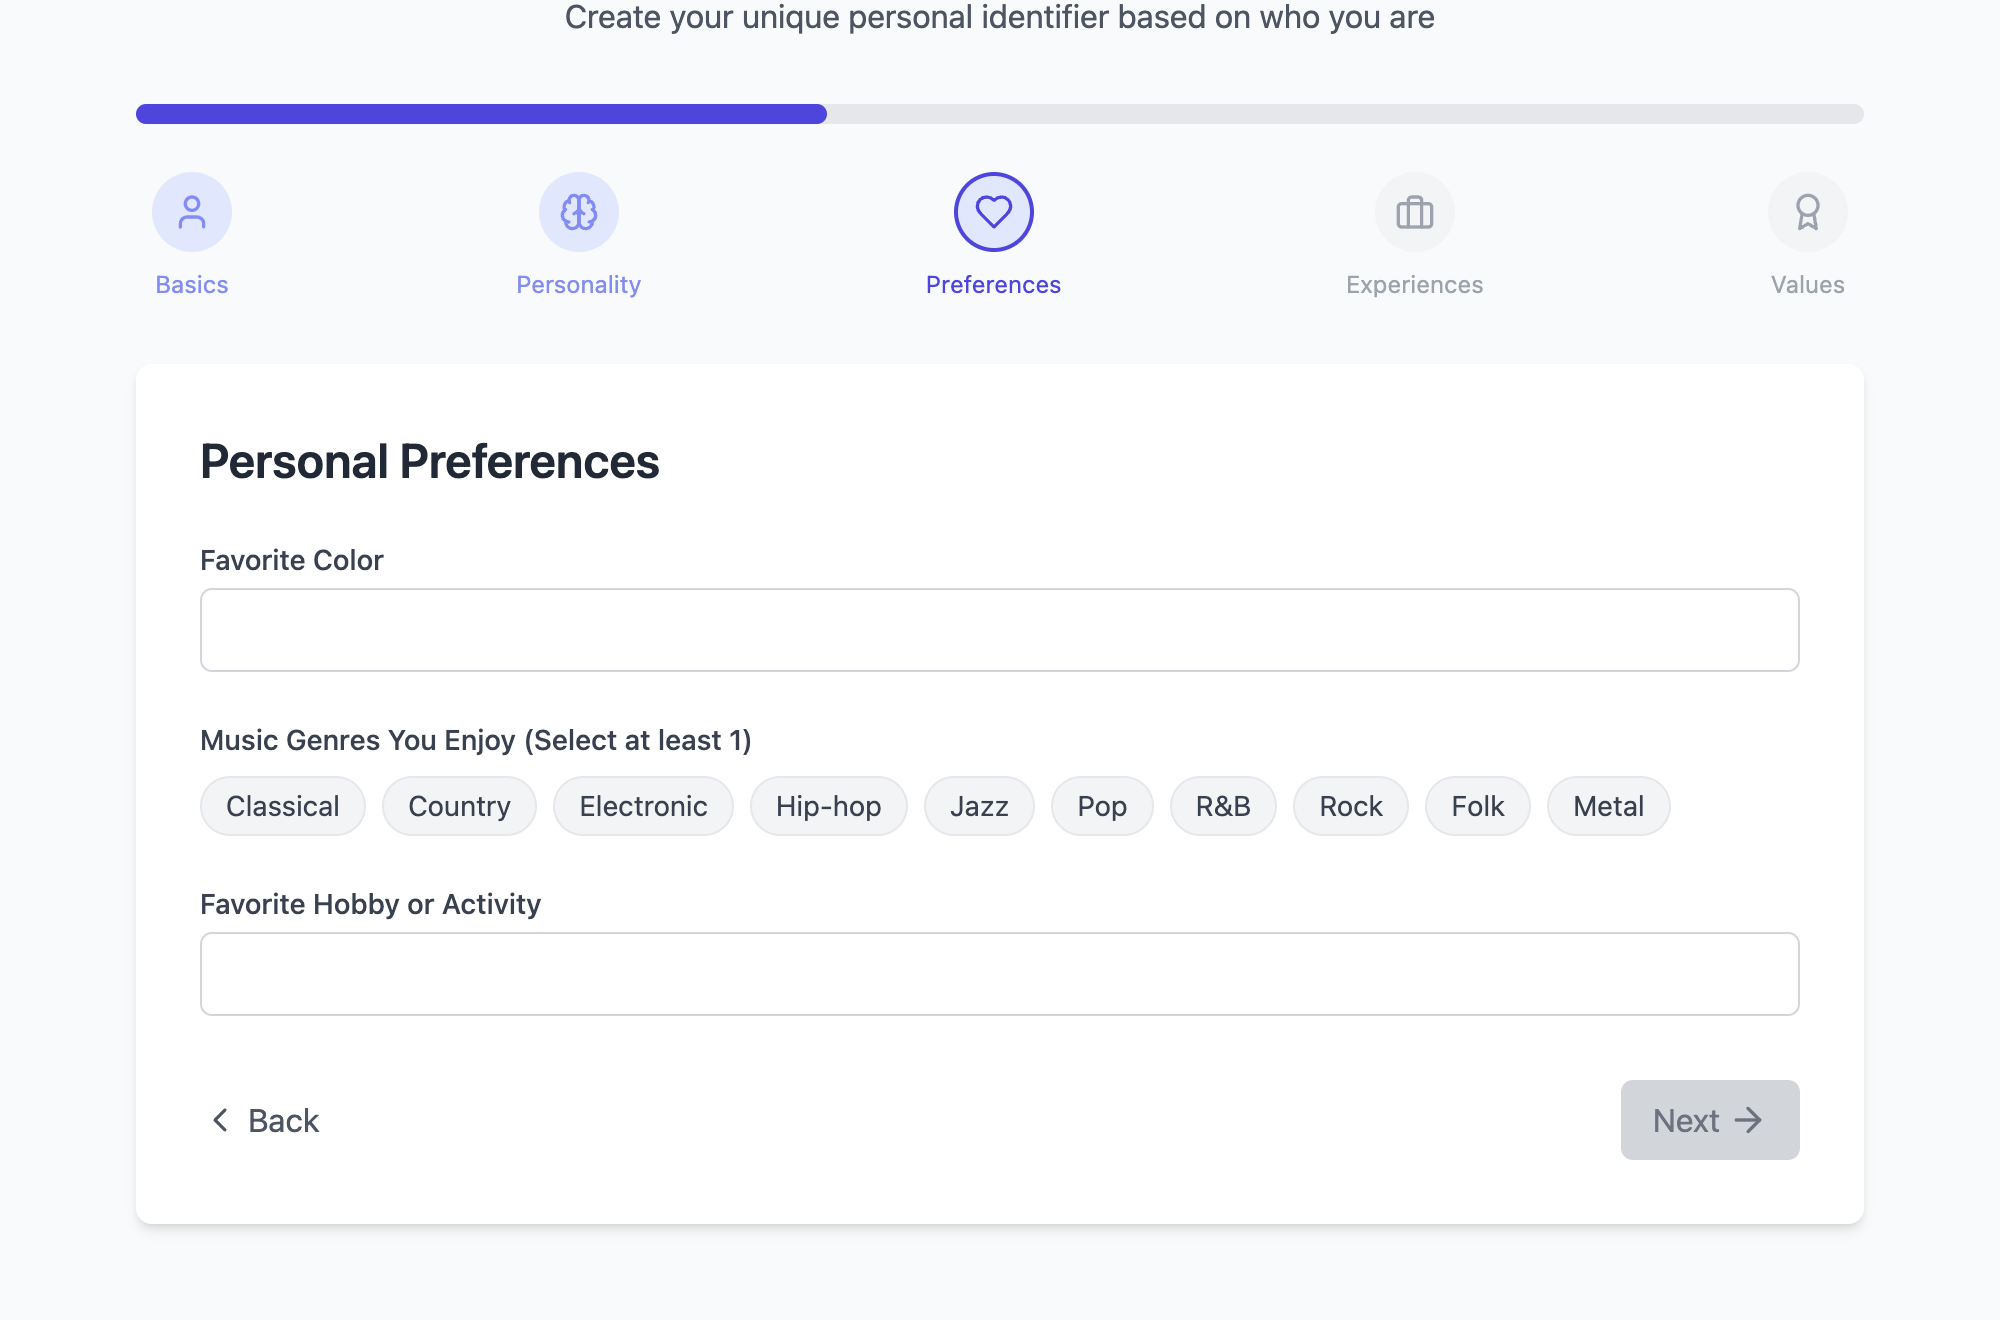 Create your unique personal identifier based on who you are
Basics Personality Preferences Experiences Values
Personal Preferences
Favorite Color
Music Genres You Enjoy (Select at least 1)
Classical Country Electronic Hip-hop Jazz Pop R&B Rock Folk Metal
Favorite Hobby or Activity
Back Next